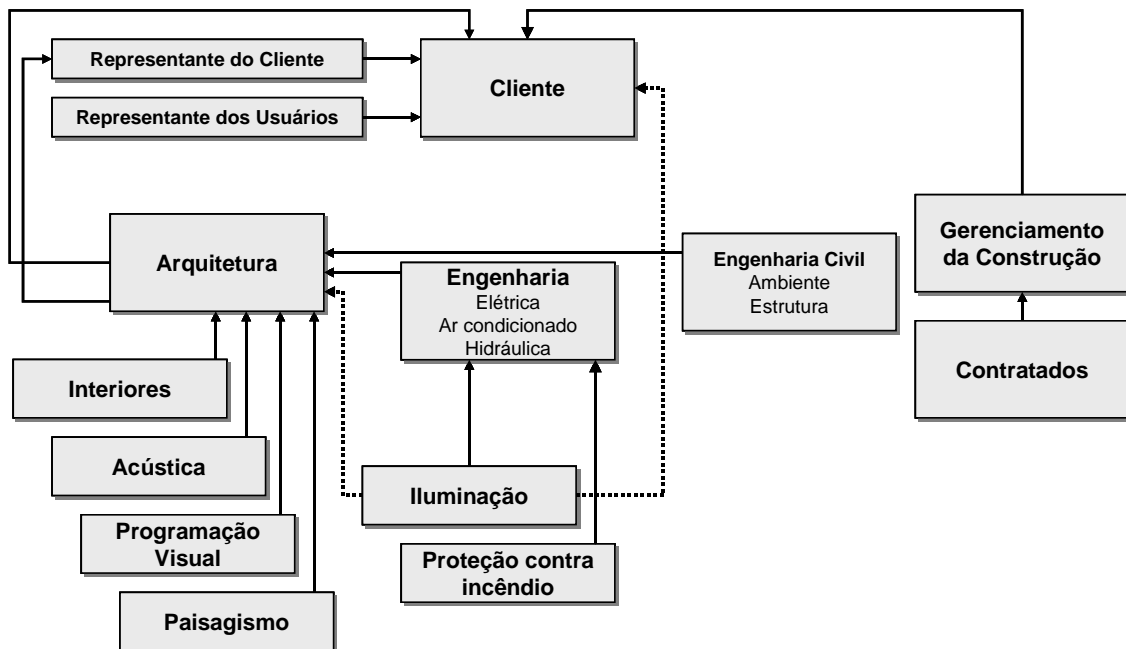 Representante do Cliente
Cliente
Representante dos Usuários
Arquitetura
Engenharia
Elétrica
Ar condicionado
Hidráulica
Engenharia Civil
Ambiente
Estrutura
Gerenciamento
da Construção
Contratados
Interiores
Acústica
Iluminação
Programação
Visual
Proteção contra
incêndio
Paisagismo